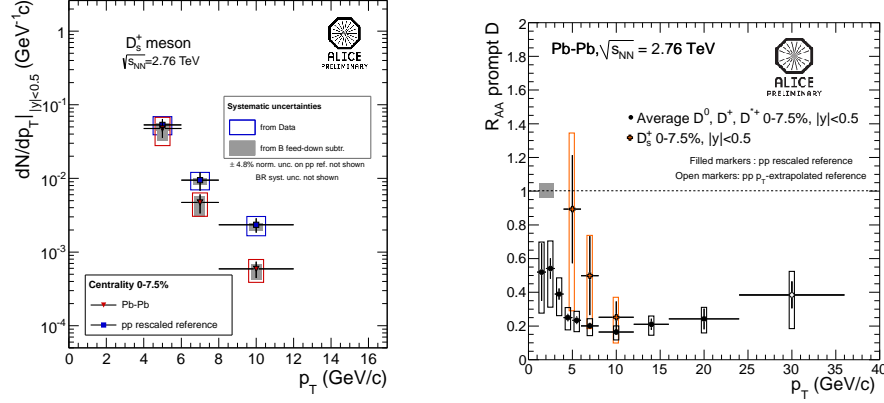 dN/dp_T|_|y|<0.5 (GeV⁻¹c)
1
10⁻¹
10⁻²
10⁻³
10⁻⁴
D_s⁺ meson
√s_NN=2.76 TeV
ALICE
PRELIMINARY
Systematic uncertainties
from Data
from B feed-down subtr.
± 4.8% norm. unc. on pp ref. not shown
BR syst. unc. not shown
Centrality 0-7.5%
Pb-Pb
pp rescaled reference
0 2 4 6 8 10 12 14 16
p_T (GeV/c)
R_AA prompt D
2
1.8
1.6
1.4
1.2
1
0.8
0.6
0.4
0.2
0
Pb-Pb, √s_NN = 2.76 TeV
ALICE
PRELIMINARY
Average D⁰, D⁺, D*⁺ 0-7.5%, |y|<0.5
D_s⁺ 0-7.5%, |y|<0.5
Filled markers : pp rescaled reference
Open markers: pp p_T-extrapolated reference
0 5 10 15 20 25 30 35 40
p_T (GeV/c)